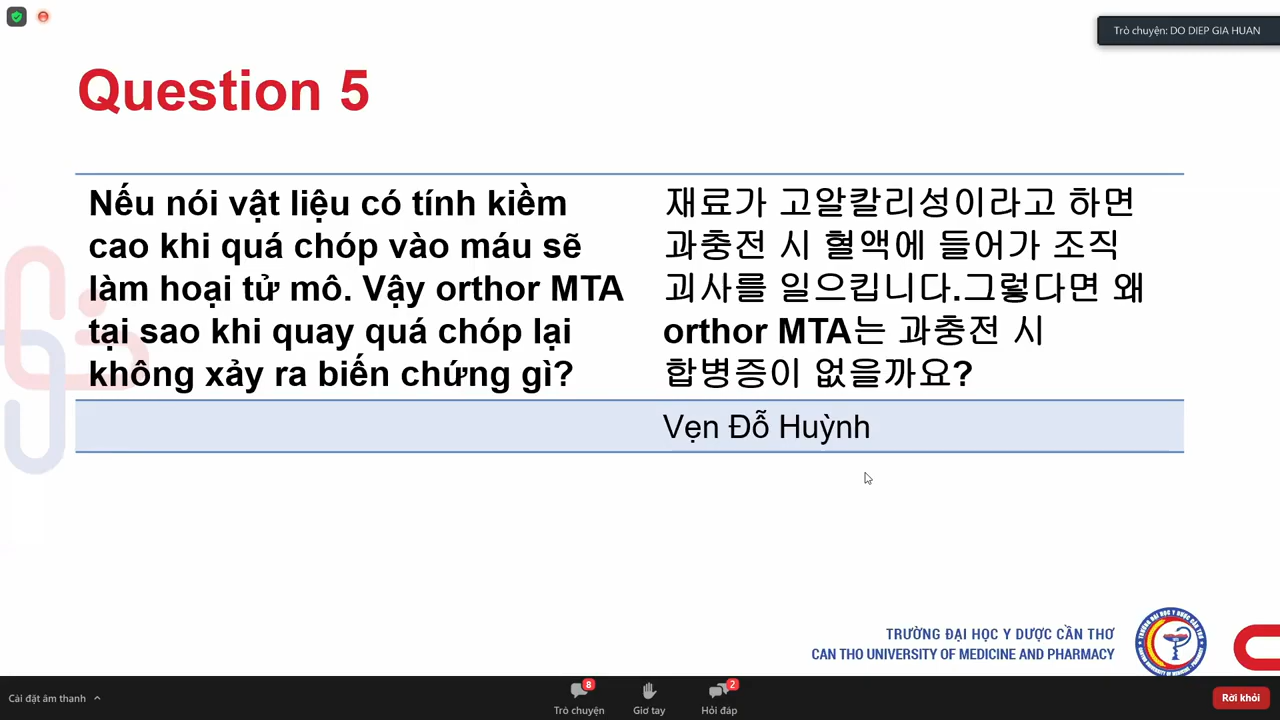 Trò chuyện: DO DIEP GIA HUAN
Question 5
Nếu nói vật liệu có tính kiềm
cao khi quá chóp vào máu sẽ
làm hoại tử mô. Vậy orthor MTA
tại sao khi quay quá chóp lại
không xảy ra biến chứng gì?
재료가 고알칼리성이라고 하면
과충전 시 혈액에 들어가 조직
괴사를 일으킵니다.그렇다면 왜
orthor MTA는 과충전 시
합병증이 없을까요?
Vẹn Đỗ Huỳnh
TRƯỜNG ĐẠI HỌC Y DƯỢC CẦN THƠ
CAN THO UNIVERSITY OF MEDICINE AND PHARMACY
Cài đặt âm thanh
8
Trò chuyện
Giơ tay
2
Hỏi đáp
Rời khỏi